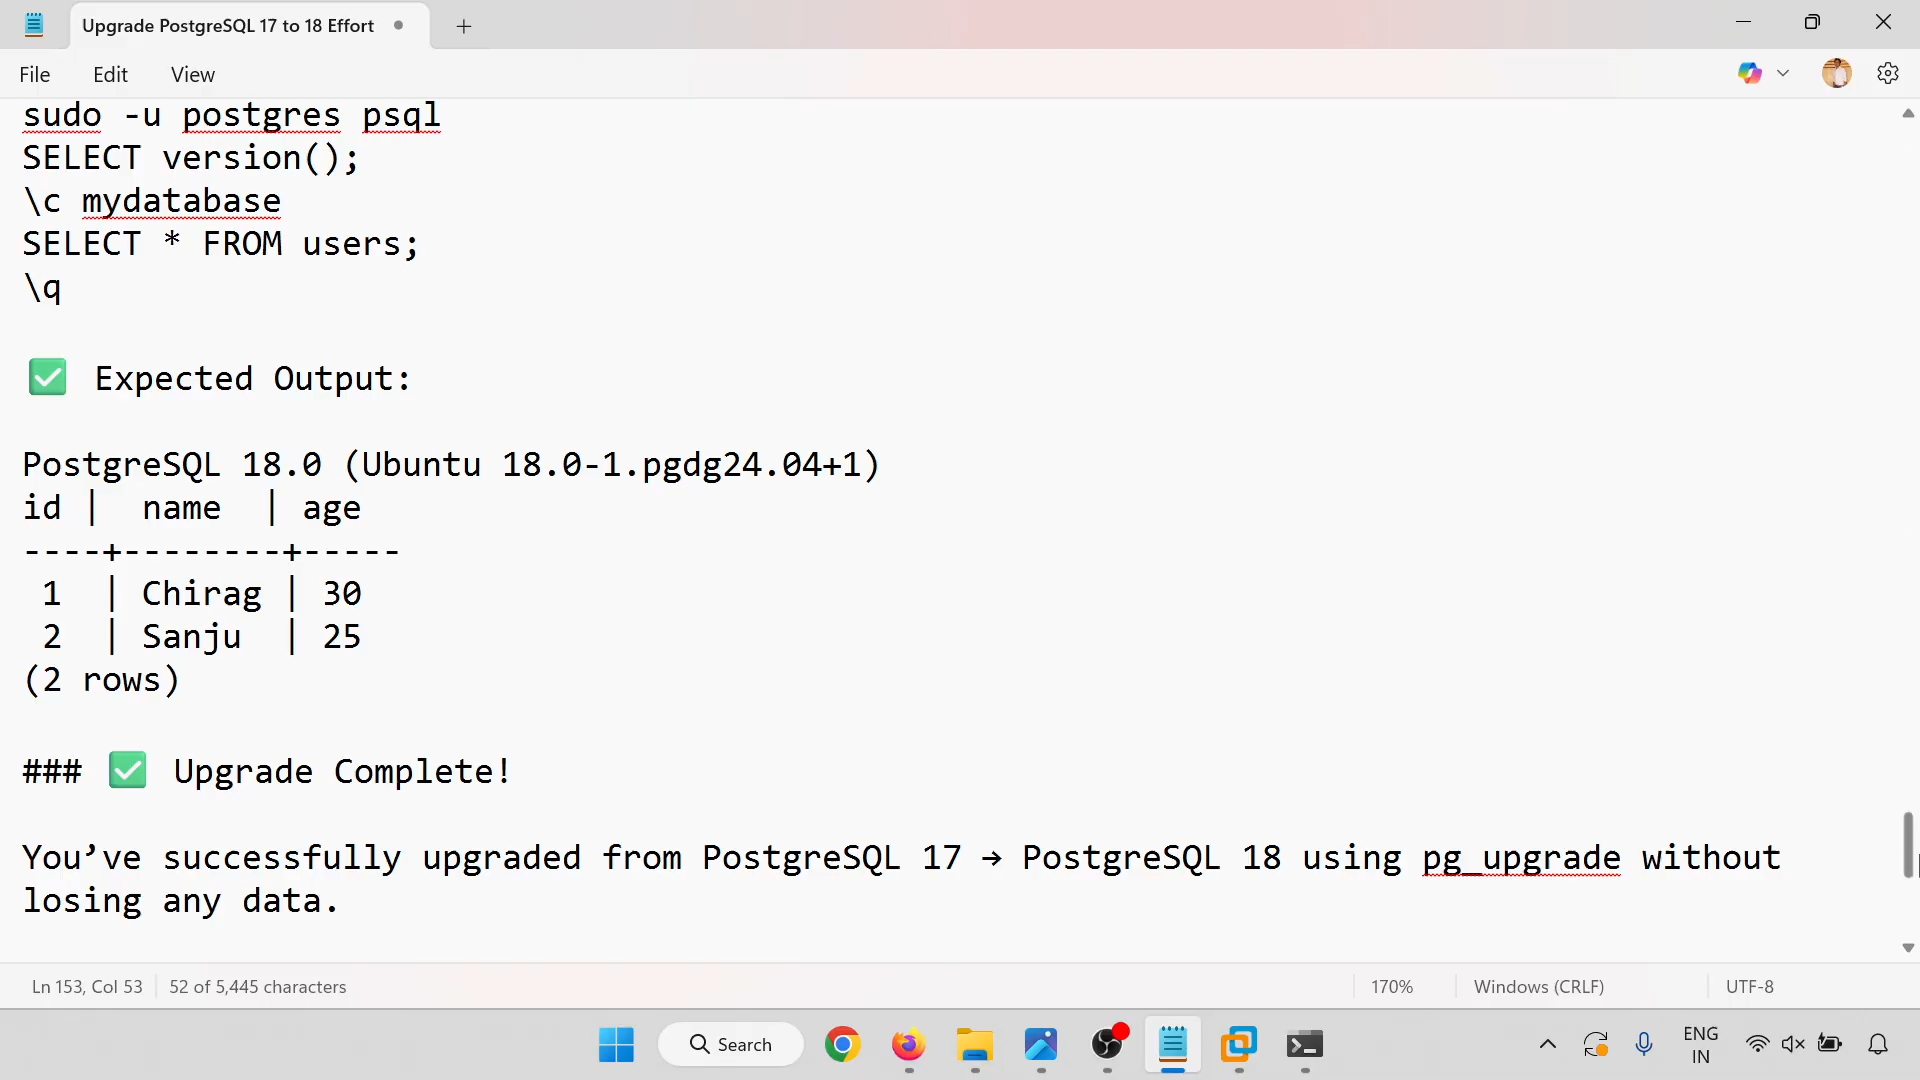 Upgrade PostgreSQL 17 to 18 Effort
File Edit View
sudo -u postgres psql
SELECT version();
\c mydatabase
SELECT * FROM users;
\q
✅ Expected Output:
PostgreSQL 18.0 (Ubuntu 18.0-1.pgdg24.04+1)
id |  name  | age
----+--------+-----
 1  | Chirag | 30
 2  | Sanju  | 25
(2 rows)
### ✅ Upgrade Complete!
You’ve successfully upgraded from PostgreSQL 17 → PostgreSQL 18 using pg_upgrade without
losing any data.
Ln 153, Col 53 52 of 5,445 characters 170% Windows (CRLF) UTF-8
Search
ENG
IN